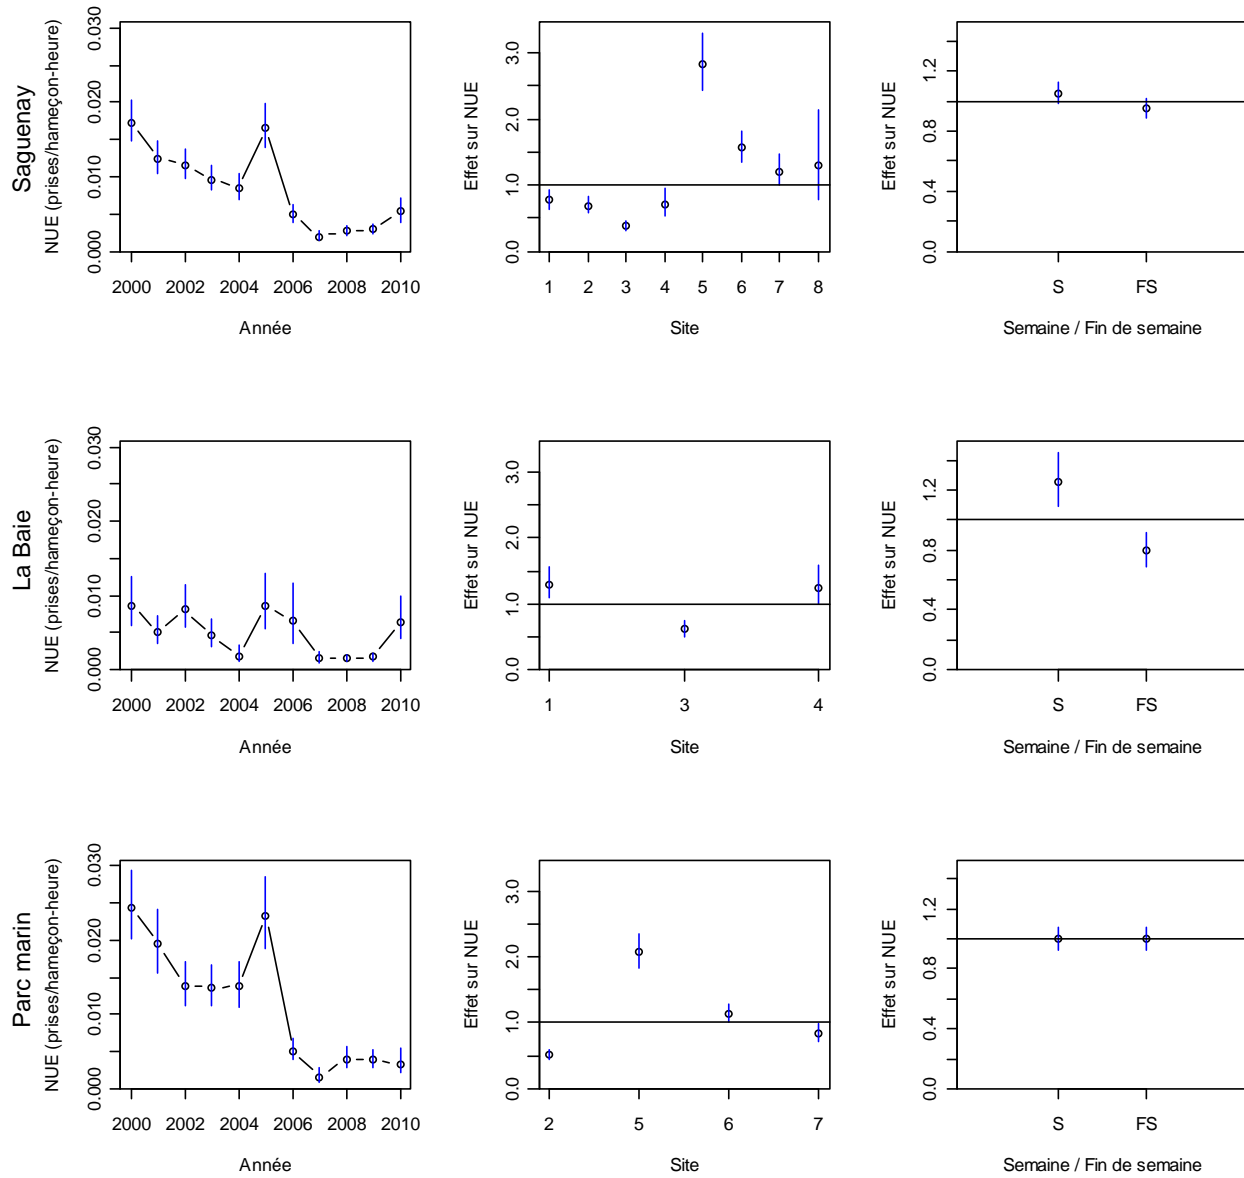 Saguenay
NUE (prises/hameçon-heure)
0.000 0.010 0.020 0.030
2000 2002 2004 2006 2008 2010
Année
Effet sur NUE
0.0 1.0 2.0 3.0
1 2 3 4 5 6 7 8
Site
Effet sur NUE
0.0 0.4 0.8 1.2
S FS
Semaine / Fin de semaine
La Baie
NUE (prises/hameçon-heure)
0.000 0.010 0.020 0.030
2000 2002 2004 2006 2008 2010
Année
Effet sur NUE
0.0 1.0 2.0 3.0
1 3 4
Site
Effet sur NUE
0.0 0.4 0.8 1.2
S FS
Semaine / Fin de semaine
Parc marin
NUE (prises/hameçon-heure)
0.000 0.010 0.020 0.030
2000 2002 2004 2006 2008 2010
Année
Effet sur NUE
0.0 1.0 2.0 3.0
2 5 6 7
Site
Effet sur NUE
0.0 0.4 0.8 1.2
S FS
Semaine / Fin de semaine